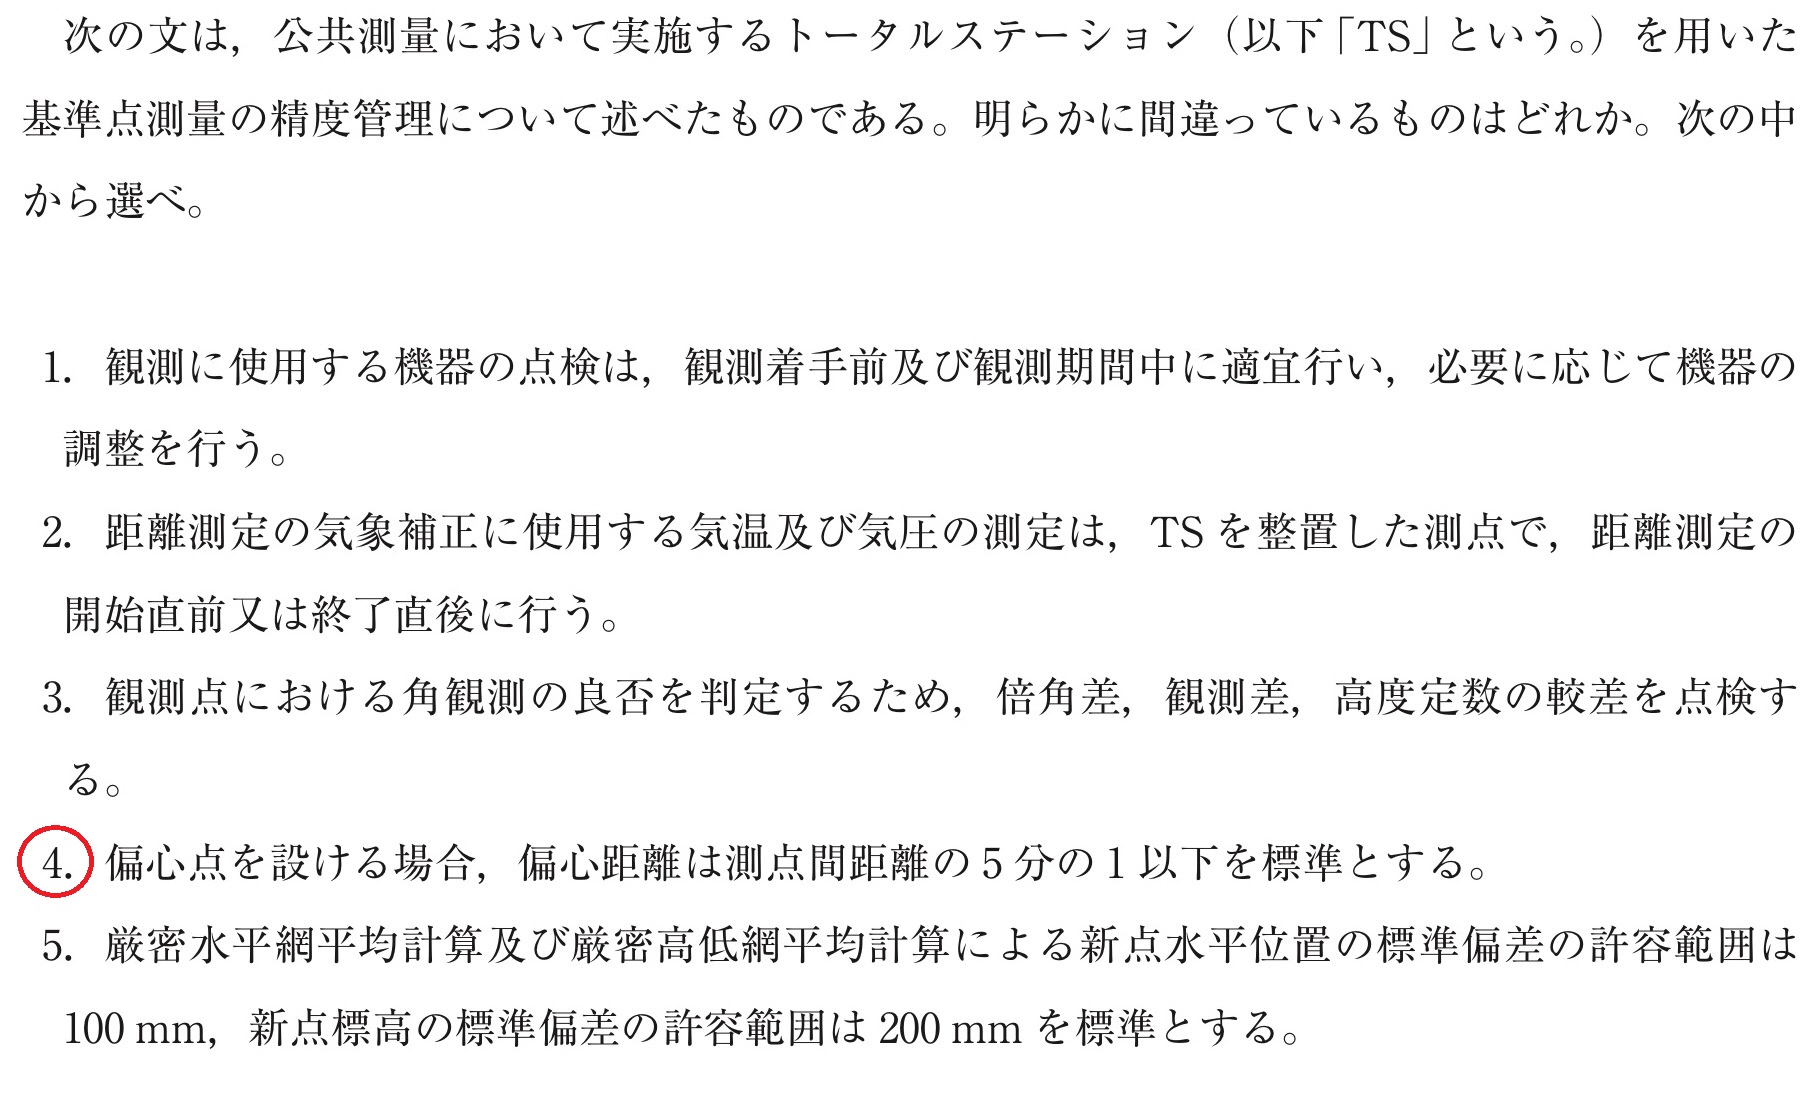 次の文は，公共測量において実施するトータルステーション（以下「TS」という。）を用いた
基準点測量の精度管理について述べたものである。明らかに間違っているものはどれか。次の中
から選べ。
1. 観測に使用する機器の点検は，観測着手前及び観測期間中に適宜行い，必要に応じて機器の
調整を行う。
2. 距離測定の気象補正に使用する気温及び気圧の測定は，TS を整置した測点で，距離測定の
開始直前又は終了直後に行う。
3. 観測点における角観測の良否を判定するため，倍角差，観測差，高度定数の較差を点検す
る。
4. 偏心点を設ける場合，偏心距離は測点間距離の 5 分の 1 以下を標準とする。
5. 厳密水平網平均計算及び厳密高低網平均計算による新点水平位置の標準偏差の許容範囲は
100 mm，新点標高の標準偏差の許容範囲は 200 mm を標準とする。